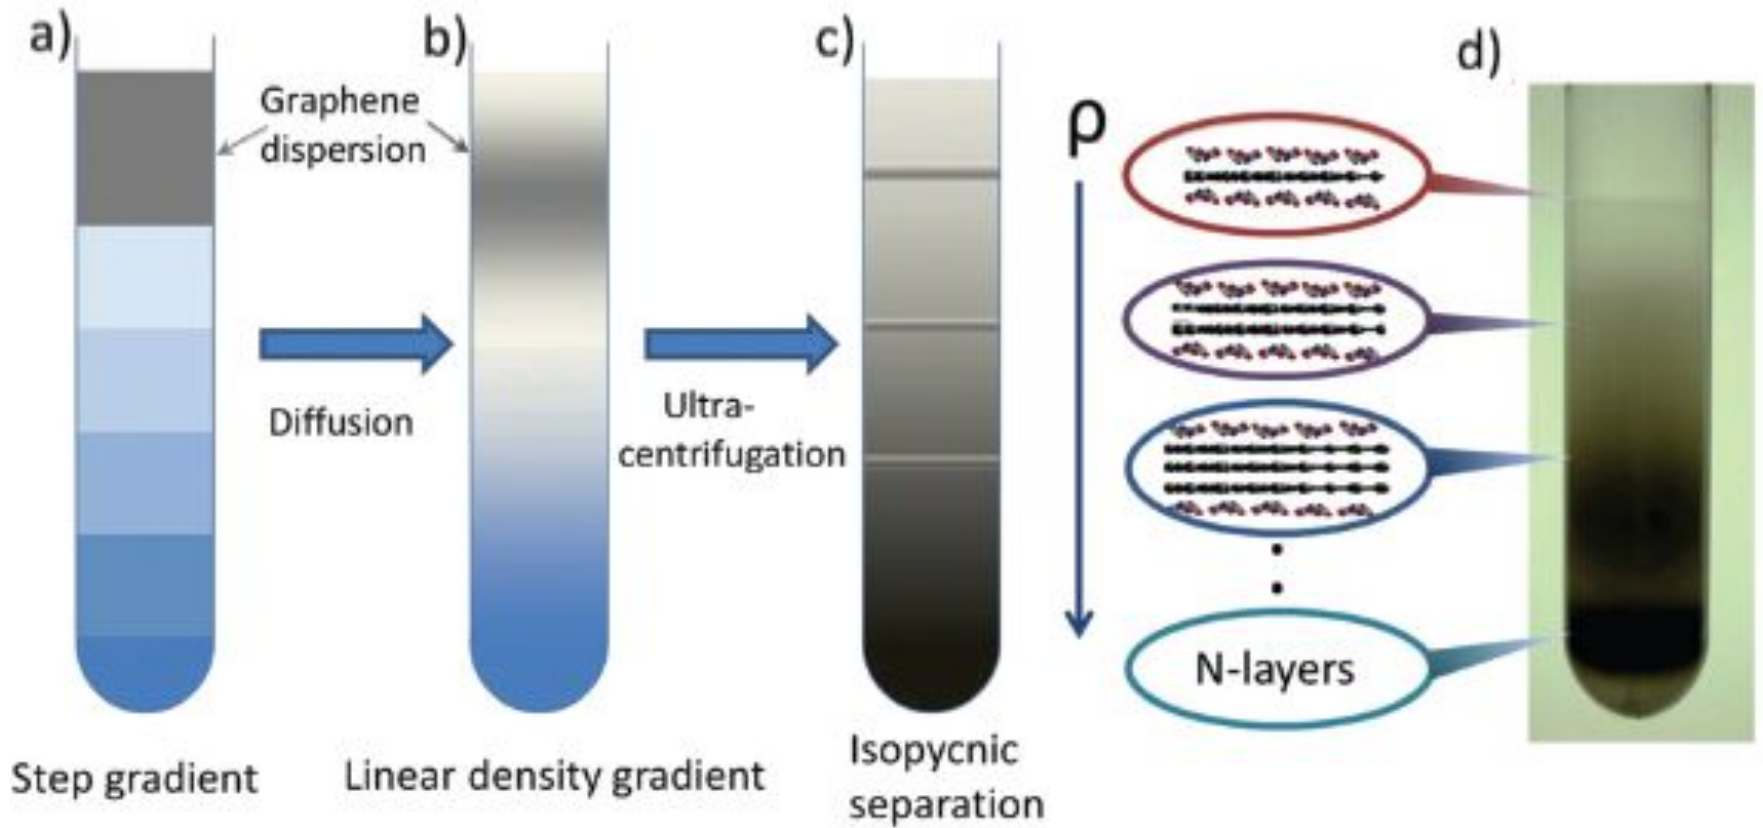 a)
b)
c)
d)
Graphene
dispersion
ρ
Diffusion
Ultra-
centrifugation
N-layers
Step gradient
Linear density gradient
Isopycnic
separation